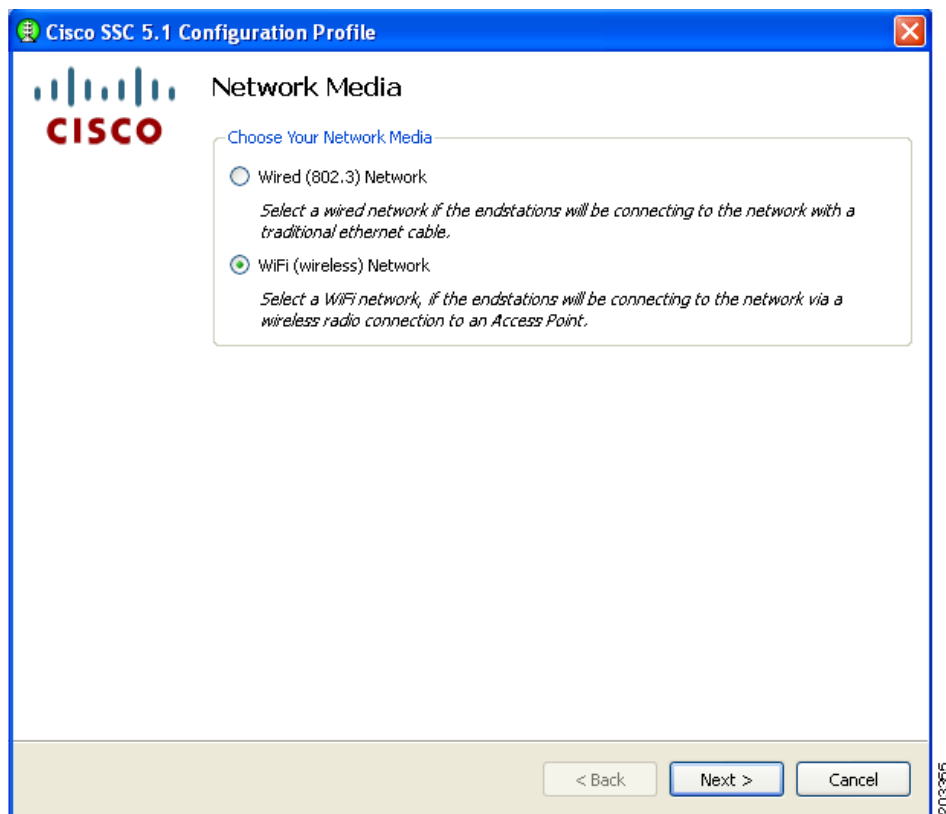 Cisco SSC 5.1 Configuration Profile
CISCO
Network Media
Choose Your Network Media
Wired (802.3) Network
Select a wired network if the endstations will be connecting to the network with a
traditional ethernet cable.
WiFi (wireless) Network
Select a WiFi network, if the endstations will be connecting to the network via a
wireless radio connection to an Access Point.
< Back
Next >
Cancel
203355